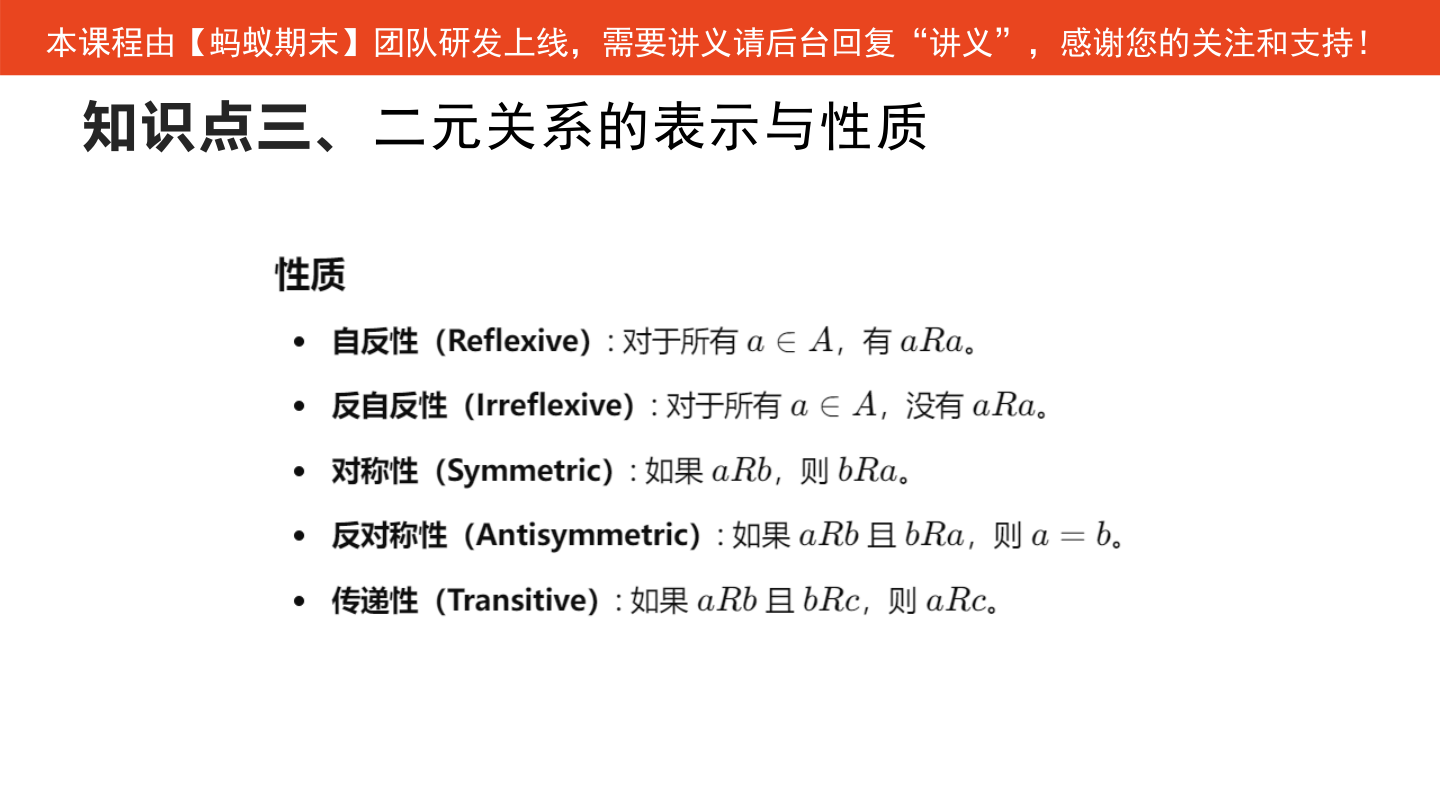 本课程由【蚂蚁期末】团队研发上线，需要讲义请后台回复“讲义”，感谢您的关注和支持！
知识点三、二元关系的表示与性质
性质
• 自反性（Reflexive）: 对于所有 a ∈ A，有 aRa。
• 反自反性（Irreflexive）: 对于所有 a ∈ A，没有 aRa。
• 对称性（Symmetric）: 如果 aRb，则 bRa。
• 反对称性（Antisymmetric）: 如果 aRb 且 bRa，则 a = b。
• 传递性（Transitive）: 如果 aRb 且 bRc，则 aRc。